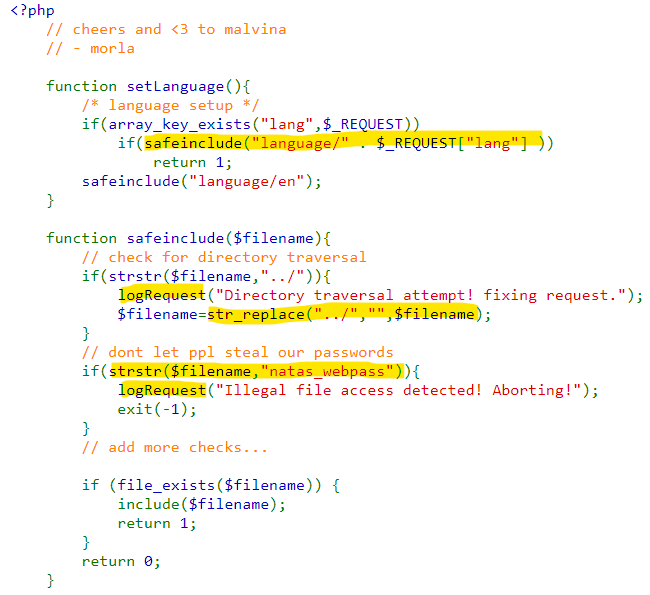 <?php
// cheers and <3 to malvina
// - morla
function setLanguage(){
/* language setup */
if(array_key_exists("lang",$_REQUEST))
if(safeinclude("language/" . $_REQUEST["lang"] ))
return 1;
safeinclude("language/en");
}
function safeinclude($filename){
// check for directory traversal
if(strstr($filename,"../")){
logRequest("Directory traversal attempt! fixing request.");
$filename=str_replace("../","",$filename);
}
// dont let ppl steal our passwords
if(strstr($filename,"natas_webpass")){
logRequest("Illegal file access detected! Aborting!");
exit(-1);
}
// add more checks...
if (file_exists($filename)) {
include($filename);
return 1;
}
return 0;
}